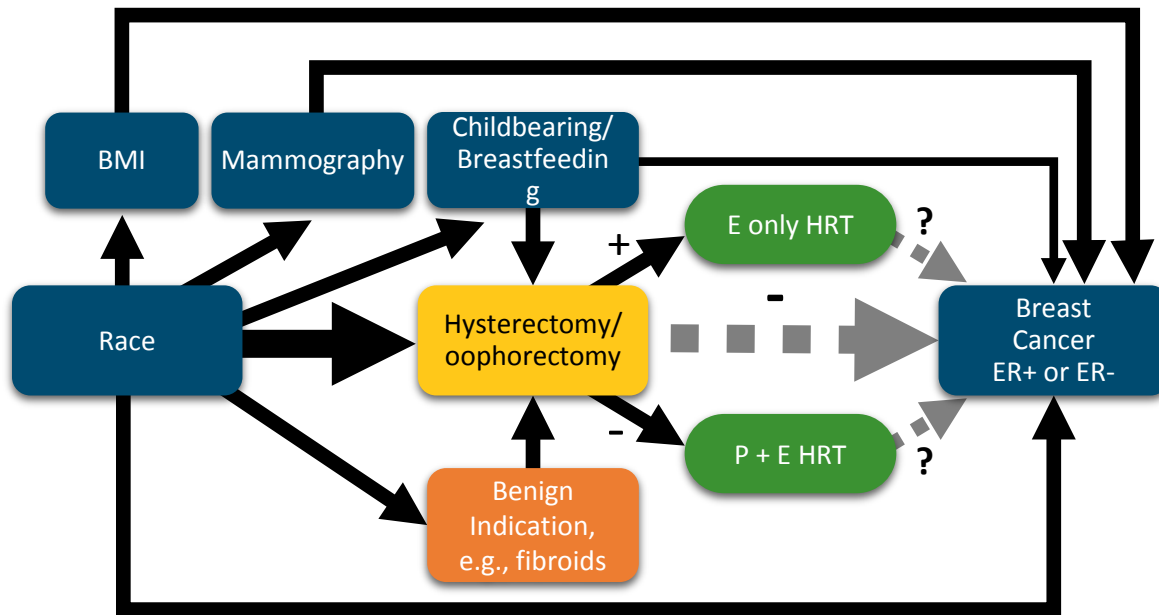 BMI
Mammography
Childbearing/
Breastfeedin
g
E only HRT
?
+
-
Race
Hysterectomy/
oophorectomy
Breast
Cancer
ER+ or ER-
-
P + E HRT
?
Benign
Indication,
e.g., fibroids